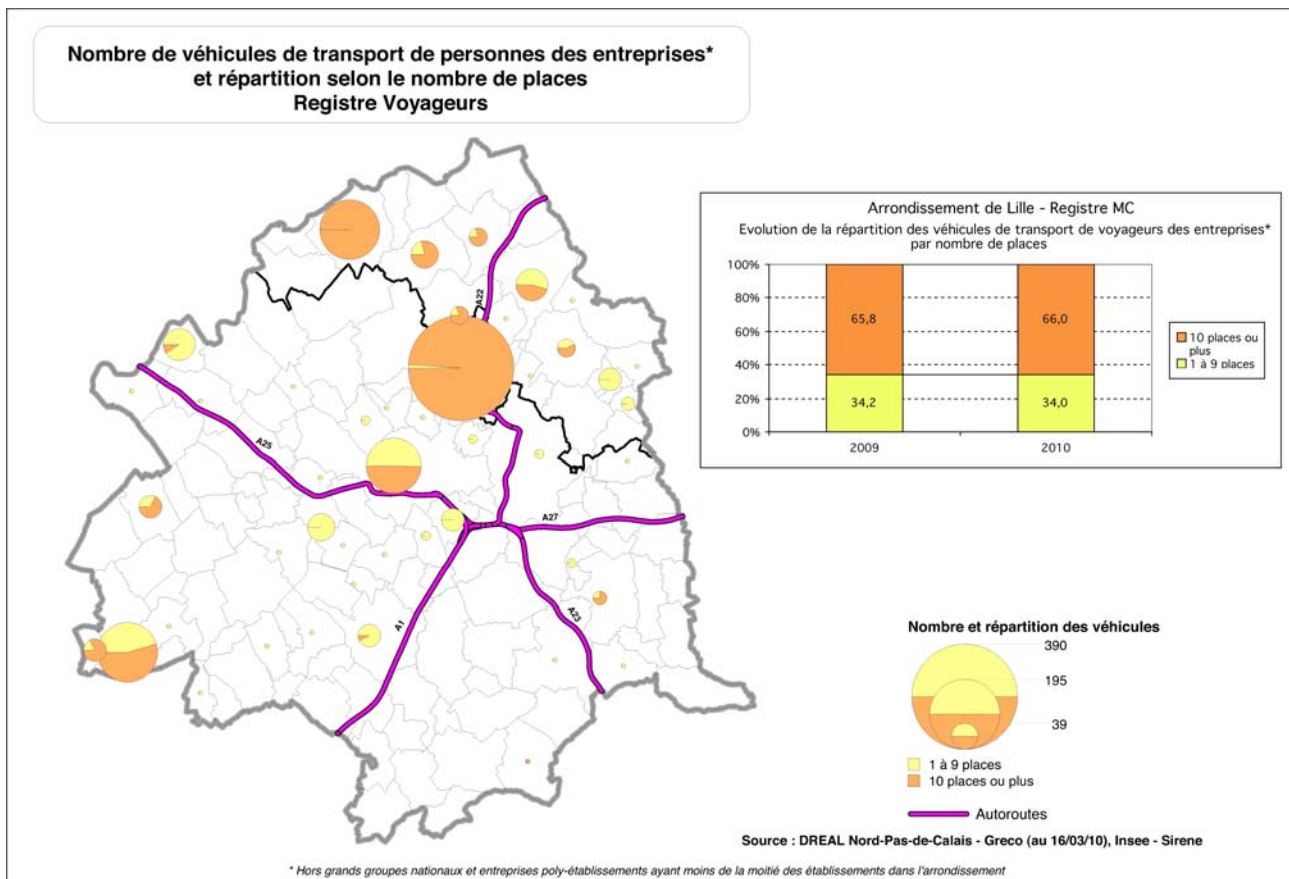 Nombre de véhicules de transport de personnes des entreprises*
et répartition selon le nombre de places
Registre Voyageurs
Arrondissement de Lille - Registre MC
Evolution de la répartition des véhicules de transport de voyageurs des entreprises*
par nombre de places
100%
80%
60%
40%
20%
0%
65,8
66,0
34,2
34,0
2009
2010
10 places ou
plus
1 à 9 places
A22
A25
A27
A1
A23
Nombre et répartition des véhicules
390
195
39
1 à 9 places
10 places ou plus
Autoroutes
Source : DREAL Nord-Pas-de-Calais - Greco (au 16/03/10), Insee - Sirene
* Hors grands groupes nationaux et entreprises poly-établissements ayant moins de la moitié des établissements dans l'arrondissement